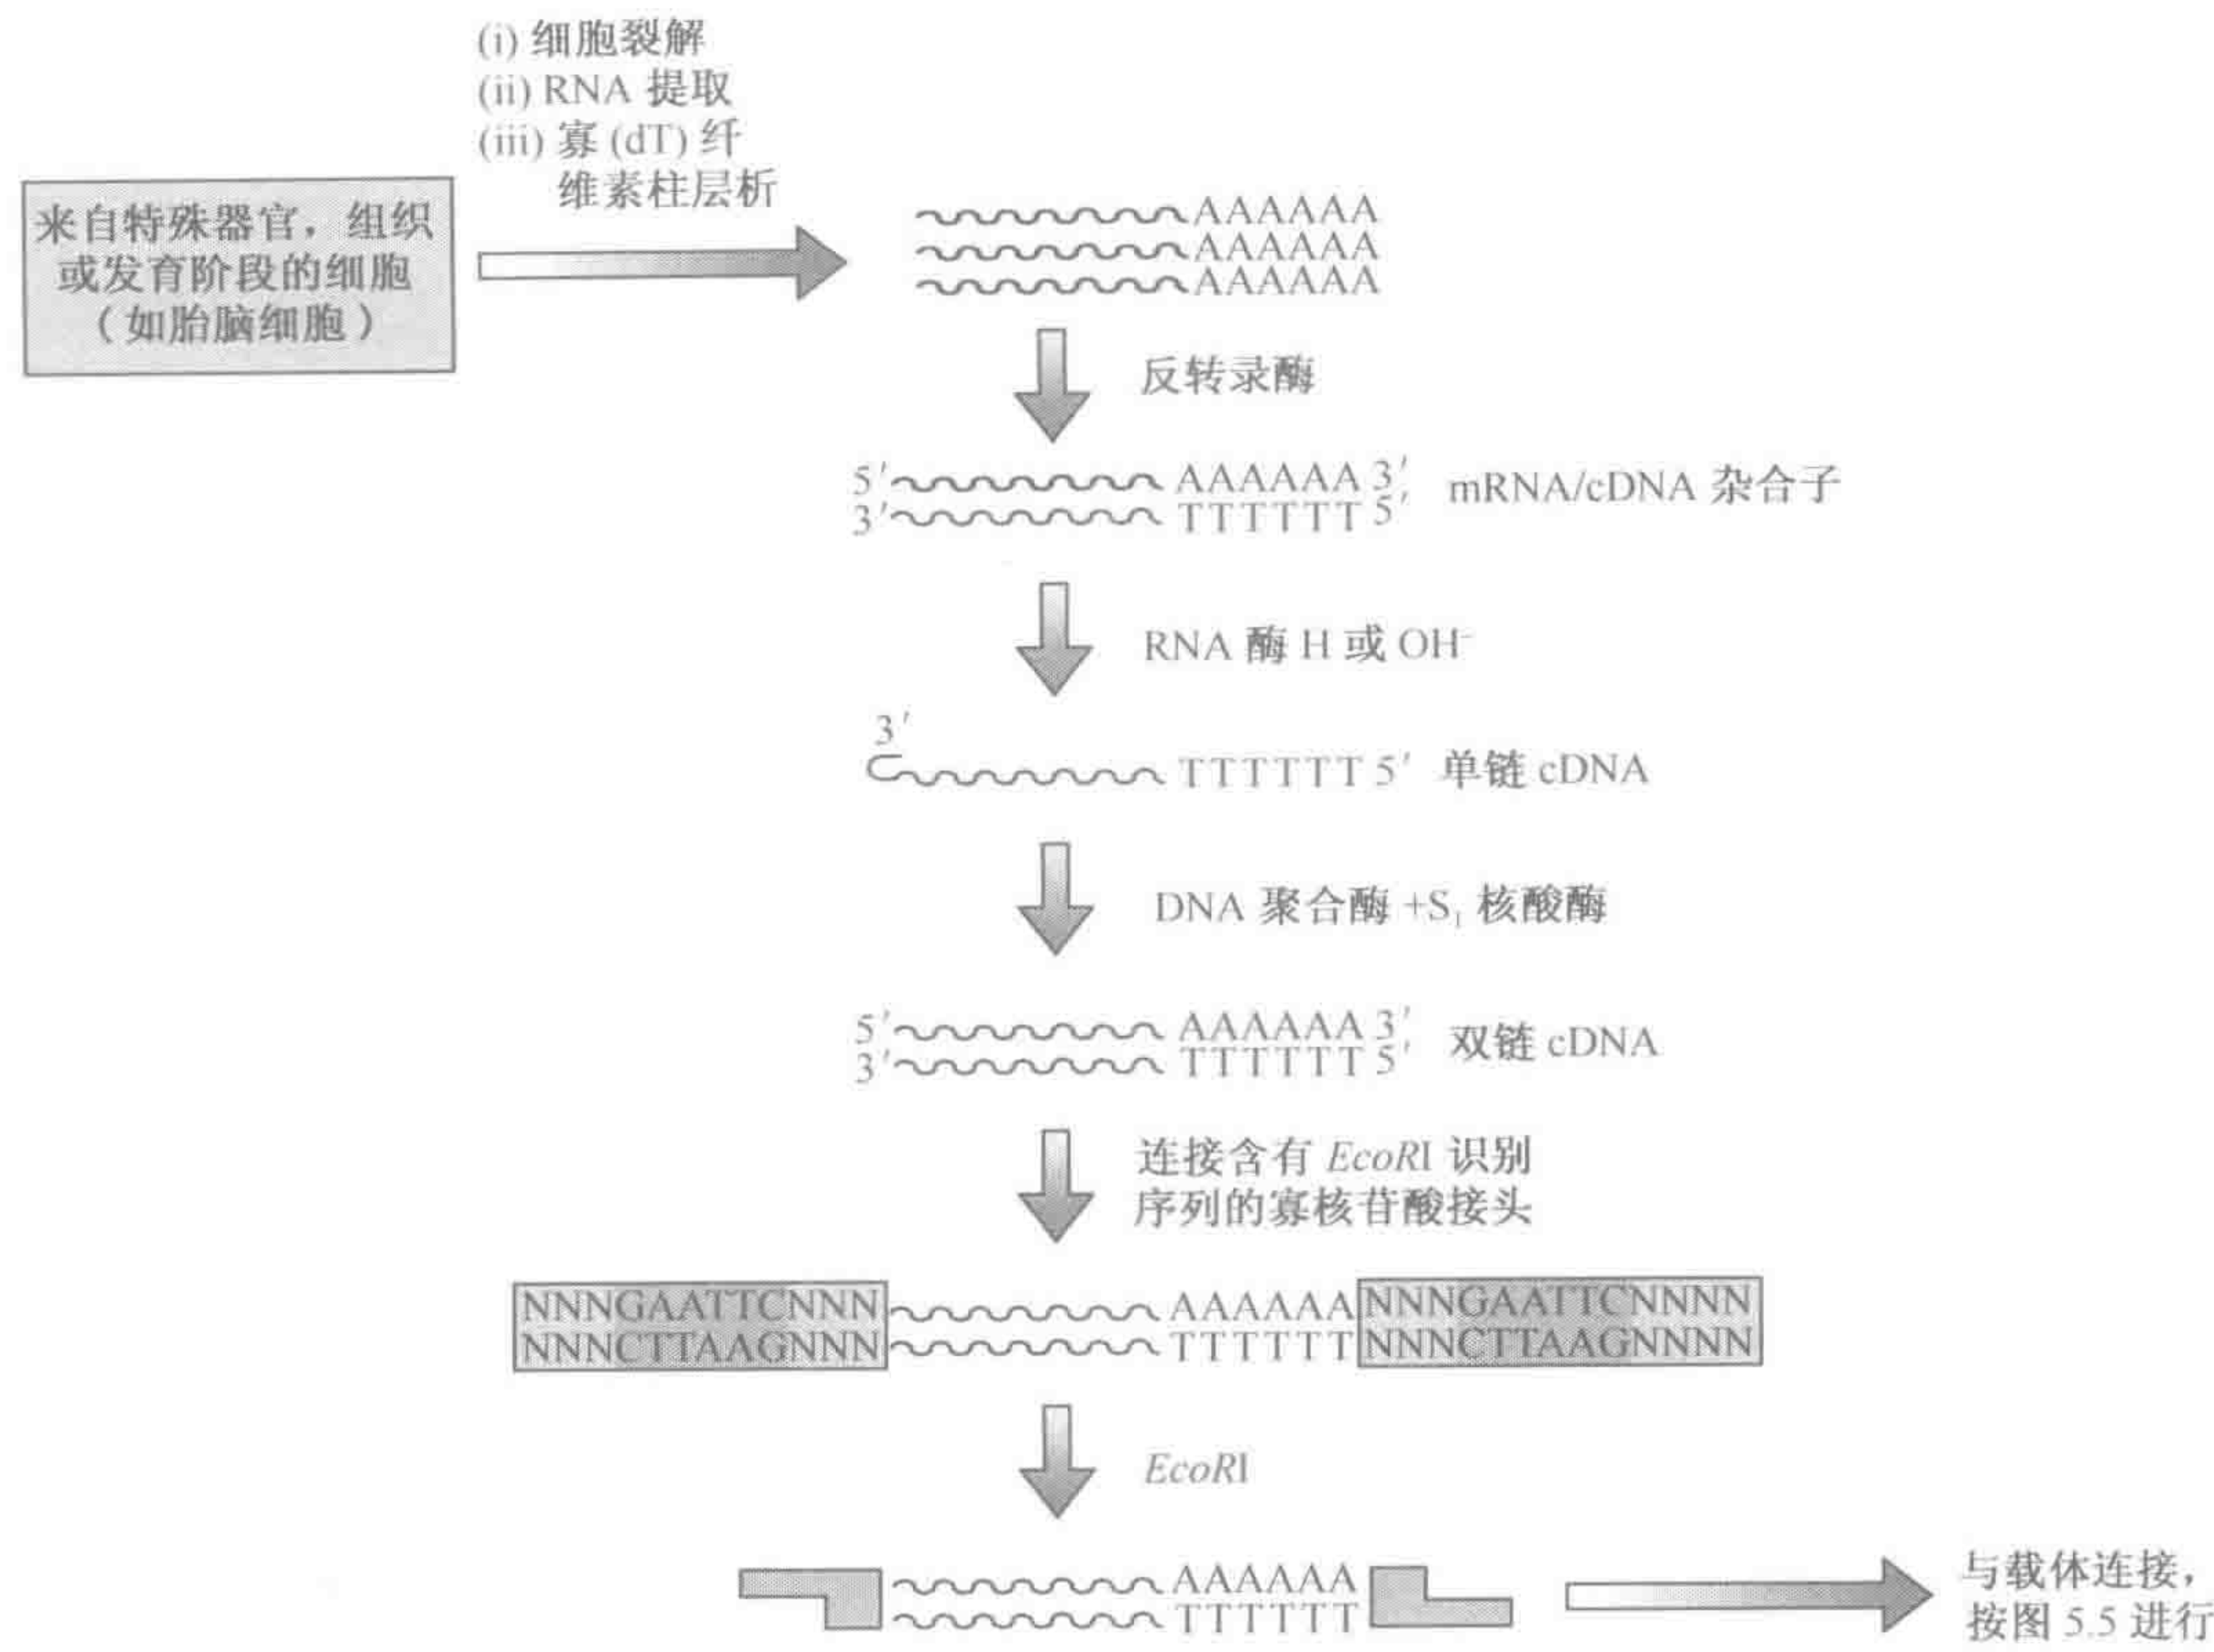 (i) 细胞裂解
(ii) RNA 提取
(iii) 寡 (dT) 纤
维素柱层析
来自特殊器官，组织
或发育阶段的细胞
（如胎脑细胞）
AAAAAA
AAAAAA
AAAAAA
反转录酶
5′ AAAAAA 3′
3′ TTTTTT 5′
mRNA/cDNA 杂合子
RNA 酶 H 或 OH⁻
3′
TTTTTT 5′ 单链 cDNA
DNA 聚合酶 +S₁ 核酸酶
5′ AAAAAA 3′
3′ TTTTTT 5′
双链 cDNA
连接含有 EcoRI 识别
序列的寡核苷酸接头
NNNGAATTCNNN AAAAAA NNNGAATTCNNNN
NNNCTTAAGNNN TTTTTT NNNCTTAAGNNNN
EcoRI
AAAAAA
TTTTTT
与载体连接，
按图 5.5 进行